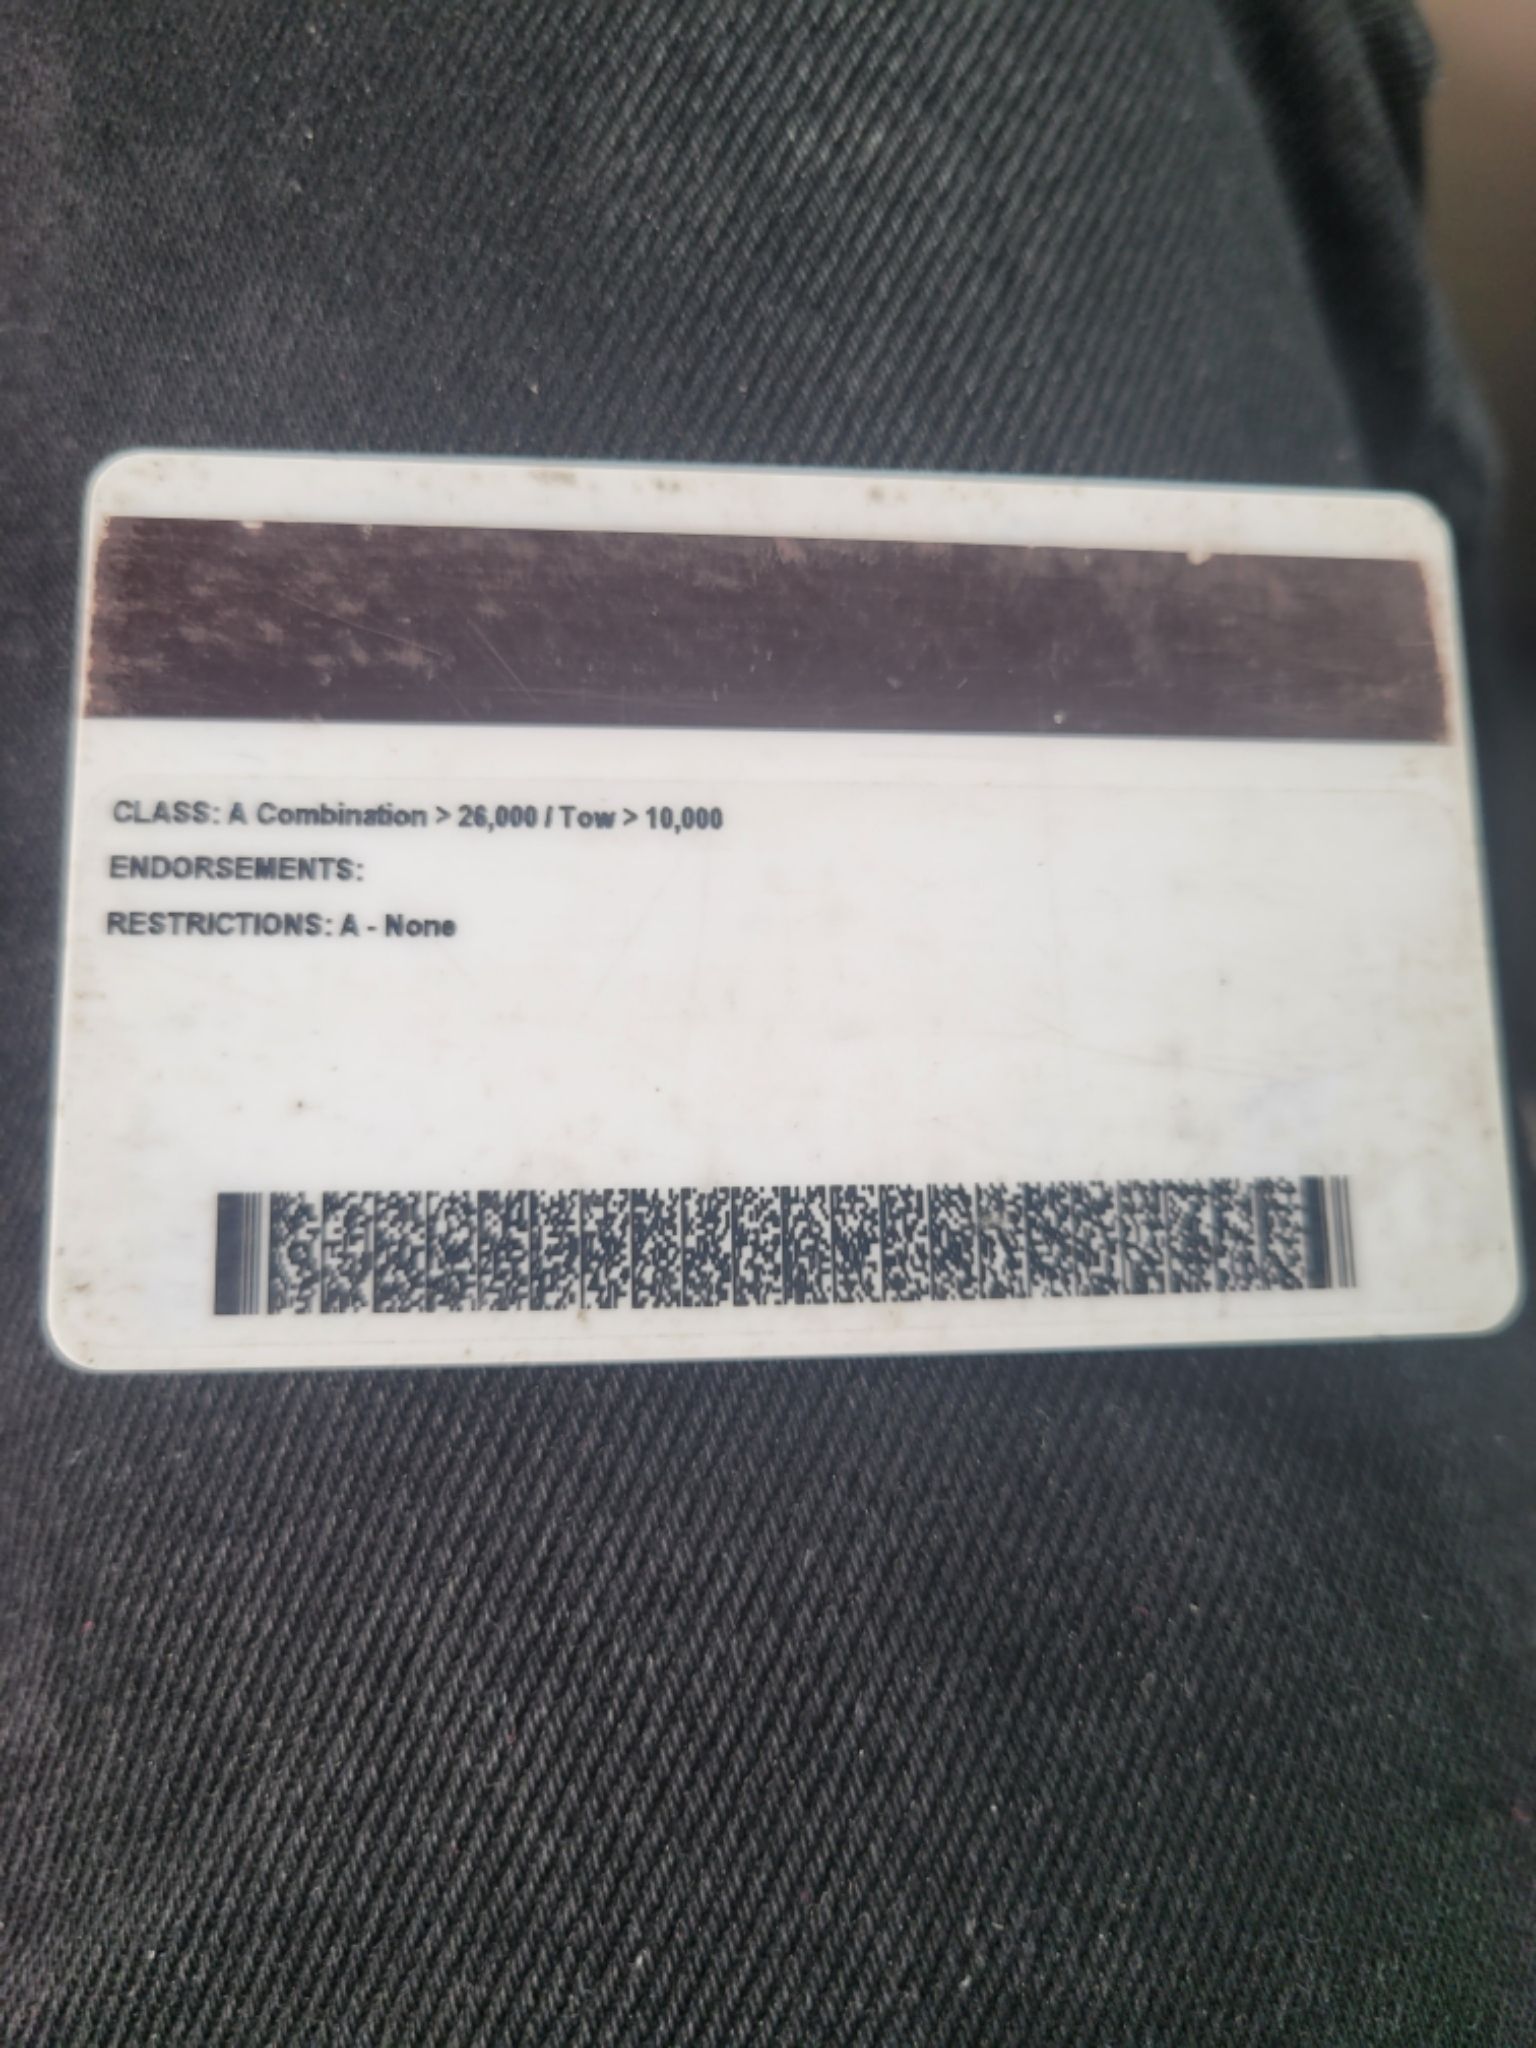 CLASS: A Combination > 26,000 / Tow > 10,000
ENDORSEMENTS:
RESTRICTIONS: A - None